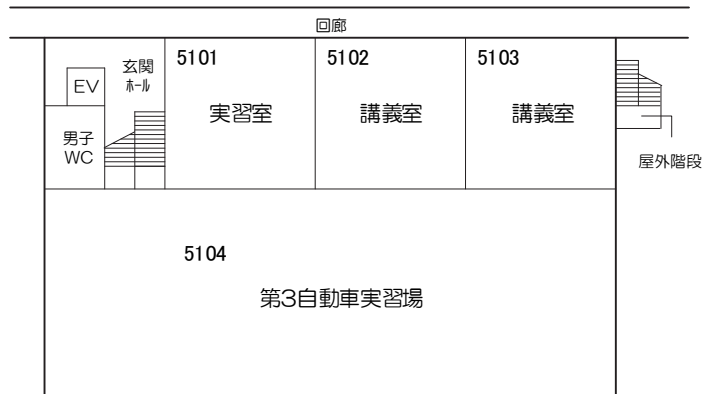 回廊
玄関
ホール
EV
男子
WC
5101
実習室
5102
講義室
5103
講義室
屋外階段
5104
第3自動車実習場